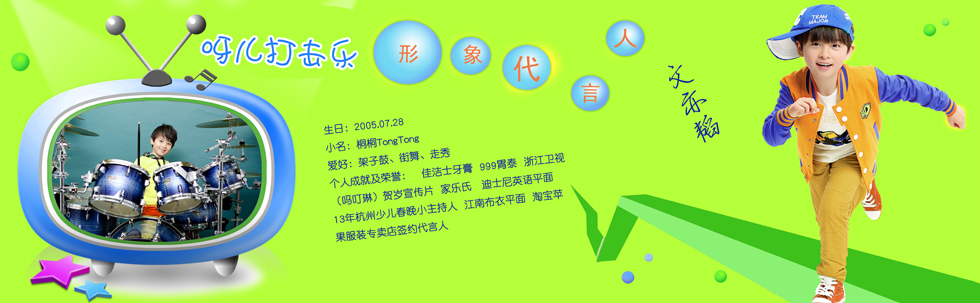 呀儿打击乐
形象代言人
文亦韬
TEAM
MAJOR
生日：2005.07.28
小名：桐桐TongTong
爱好：架子鼓、街舞、走秀
个人成就及荣誉： 佳洁士牙膏 999胃泰 浙江卫视
（吗叮琳）贺岁宣传片 家乐氏 迪士尼英语平面
13年杭州少儿春晚小主持人 江南布衣平面 淘宝苹
果服装专卖店签约代言人